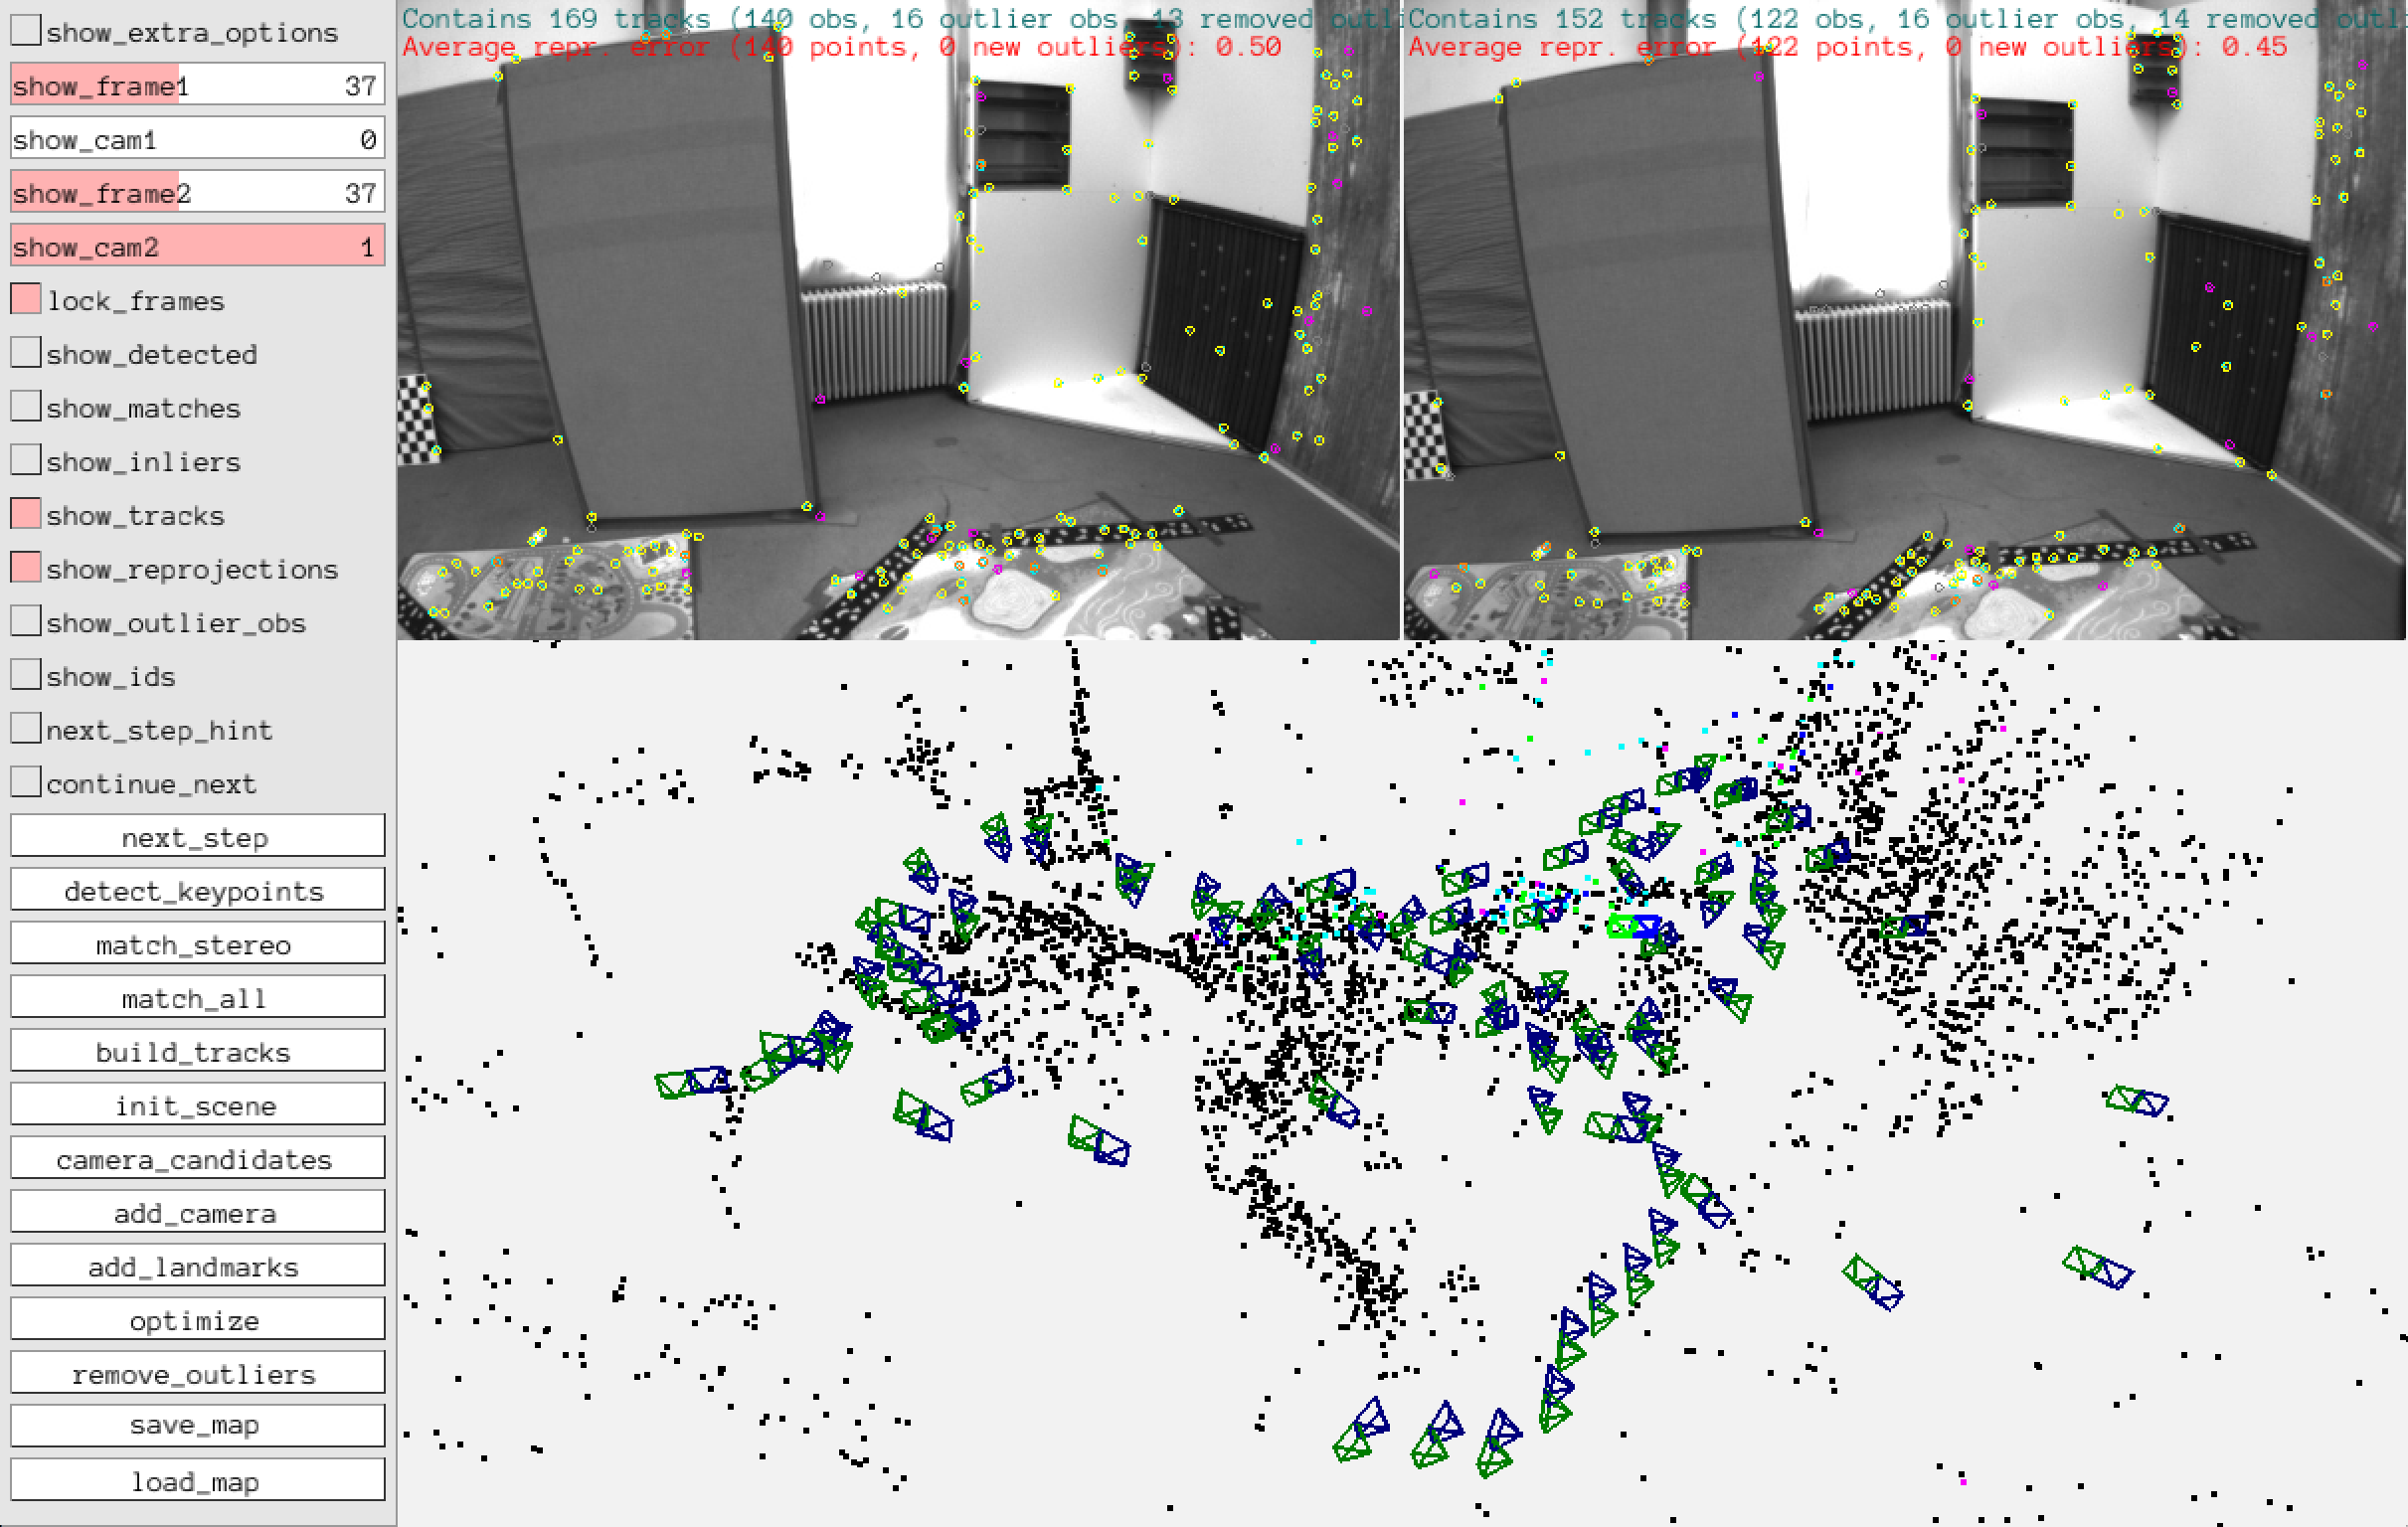 show_extra_options
show_frame1 37
show_cam1 0
show_frame2 37
show_cam2 1
lock_frames
show_detected
show_matches
show_inliers
show_tracks
show_reprojections
show_outlier_obs
show_ids
next_step_hint
continue_next
next_step
detect_keypoints
match_stereo
match_all
build_tracks
init_scene
camera_candidates
add_camera
add_landmarks
optimize
remove_outliers
save_map
load_map
Contains 169 tracks (140 obs, 16 outlier obs, 13 removed outli
Average repr. error (140 points, 0 new outliers): 0.50
Contains 152 tracks (122 obs, 16 outlier obs, 14 removed outl
Average repr. error (122 points, 0 new outliers): 0.45